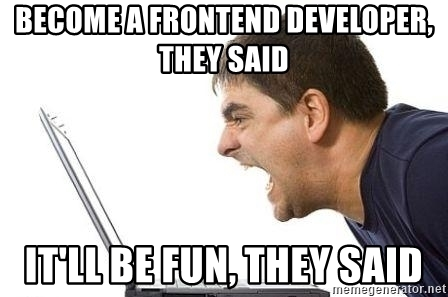 BECOME A FRONTEND DEVELOPER,
THEY SAID
IT'LL BE FUN, THEY SAID
memegenerator.net